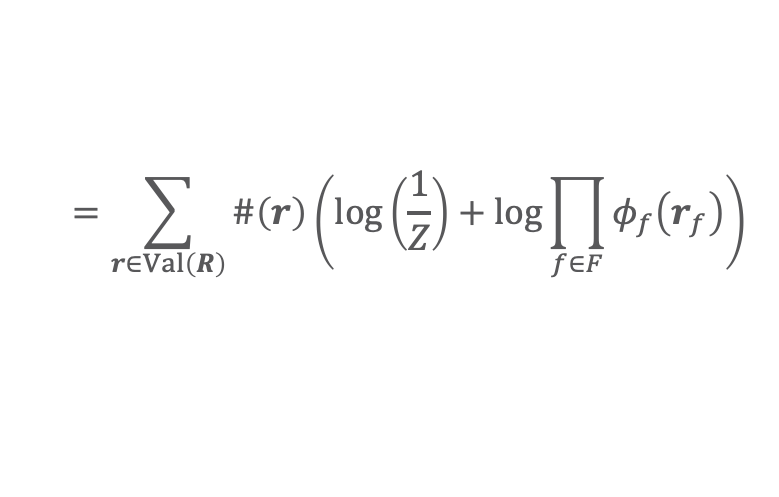 = ∑_{𝒓∈Val(𝑹)} #(𝒓) (log(1/Z) + log ∏_{f∈F} ϕ_f(𝒓_f))